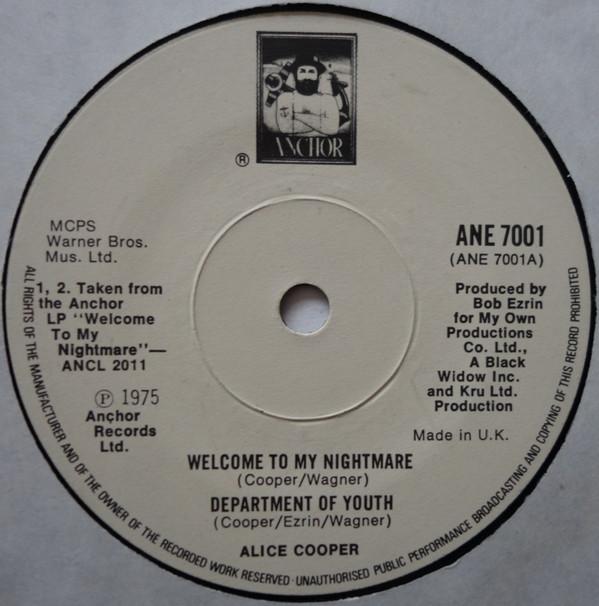 ANCHOR
®
MCPS
Warner Bros.
Mus. Ltd.
ANE 7001
(ANE 7001A)
1, 2. Taken from
the Anchor
LP "Welcome
To My
Nightmare"—
ANCL 2011
Ⓟ 1975
Anchor
Records
Ltd.
Produced by
Bob Ezrin
for My Own
Productions
Co. Ltd.,
A Black
Widow Inc.
and Kru Ltd.
Production
Made in U.K.
WELCOME TO MY NIGHTMARE
(Cooper/Wagner)
DEPARTMENT OF YOUTH
(Cooper/Ezrin/Wagner)
ALICE COOPER
ALL RIGHTS OF THE MANUFACTURER AND OF THE OWNER OF THE RECORDED WORK RESERVED · UNAUTHORISED PUBLIC PERFORMANCE BROADCASTING AND COPYING OF THIS RECORD PROHIBITED